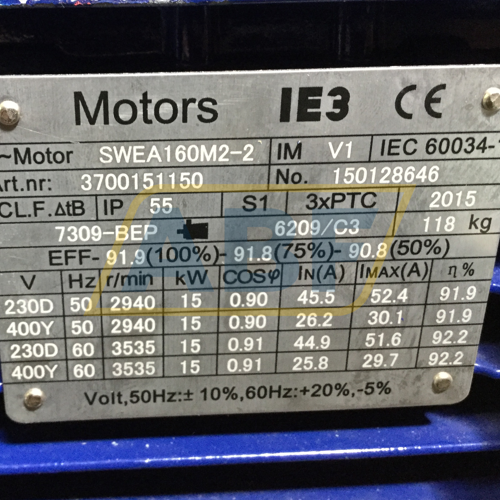 Motors IE3 CE
~Motor SWEA160M2-2 IM V1 IEC 60034-1
Art.nr: 3700151150 No. 150128646
CL.F.ΔtB IP 55 S1 3xPTC 2015
7309-BEP 6209/C3 118 kg
EFF- 91.9(100%)- 91.8(75%)- 90.8(50%)
V Hz r/min kW COSφ IN(A) IMAX(A) η%
230D 50 2940 15 0.90 45.5 52.4 91.9
400Y 50 2940 15 0.90 26.2 30.1 91.9
230D 60 3535 15 0.91 44.9 51.6 92.2
400Y 60 3535 15 0.91 25.8 29.7 92.2
Volt,50Hz:±10%,60Hz:+20%,-5%